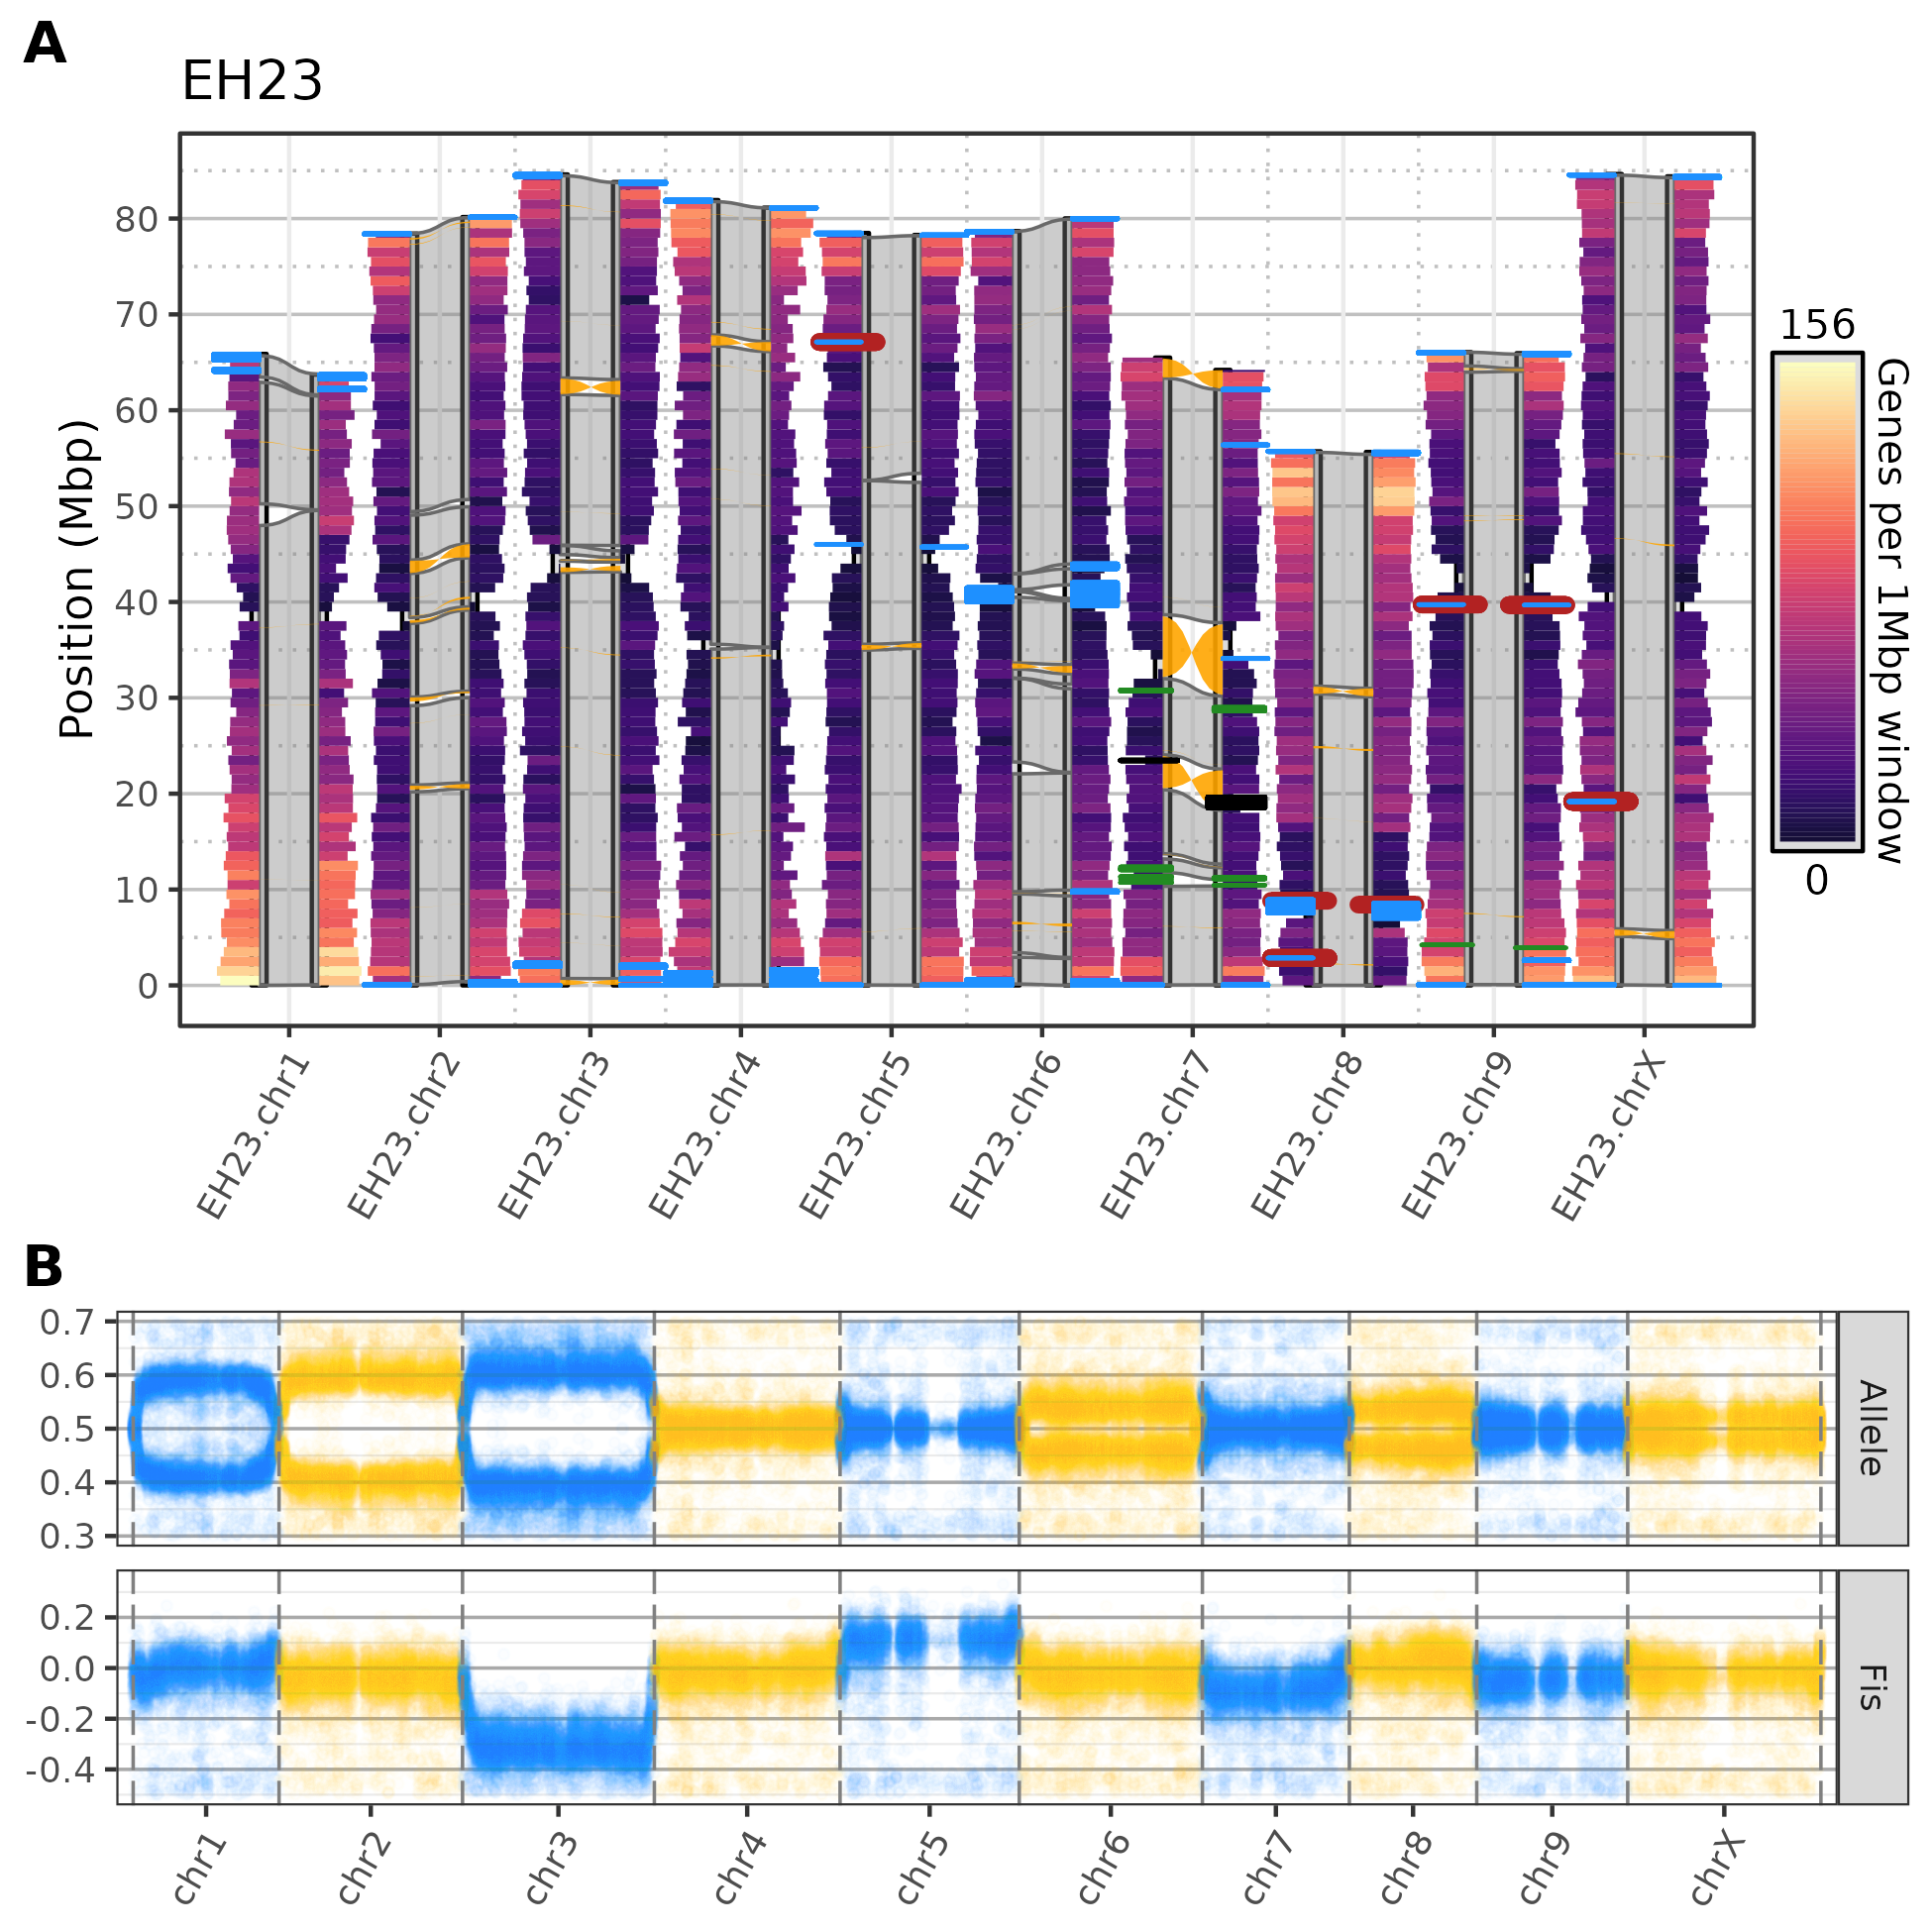 A
EH23
Position (Mbp)
80
70
60
50
40
30
20
10
0
EH23.chr1
EH23.chr2
EH23.chr3
EH23.chr4
EH23.chr5
EH23.chr6
EH23.chr7
EH23.chr8
EH23.chr9
EH23.chrX
156
Genes per 1Mbp window
0
B
0.7
0.6
0.5
0.4
0.3
Allele
0.2
0.0
-0.2
-0.4
Fis
chr1
chr2
chr3
chr4
chr5
chr6
chr7
chr8
chr9
chrX